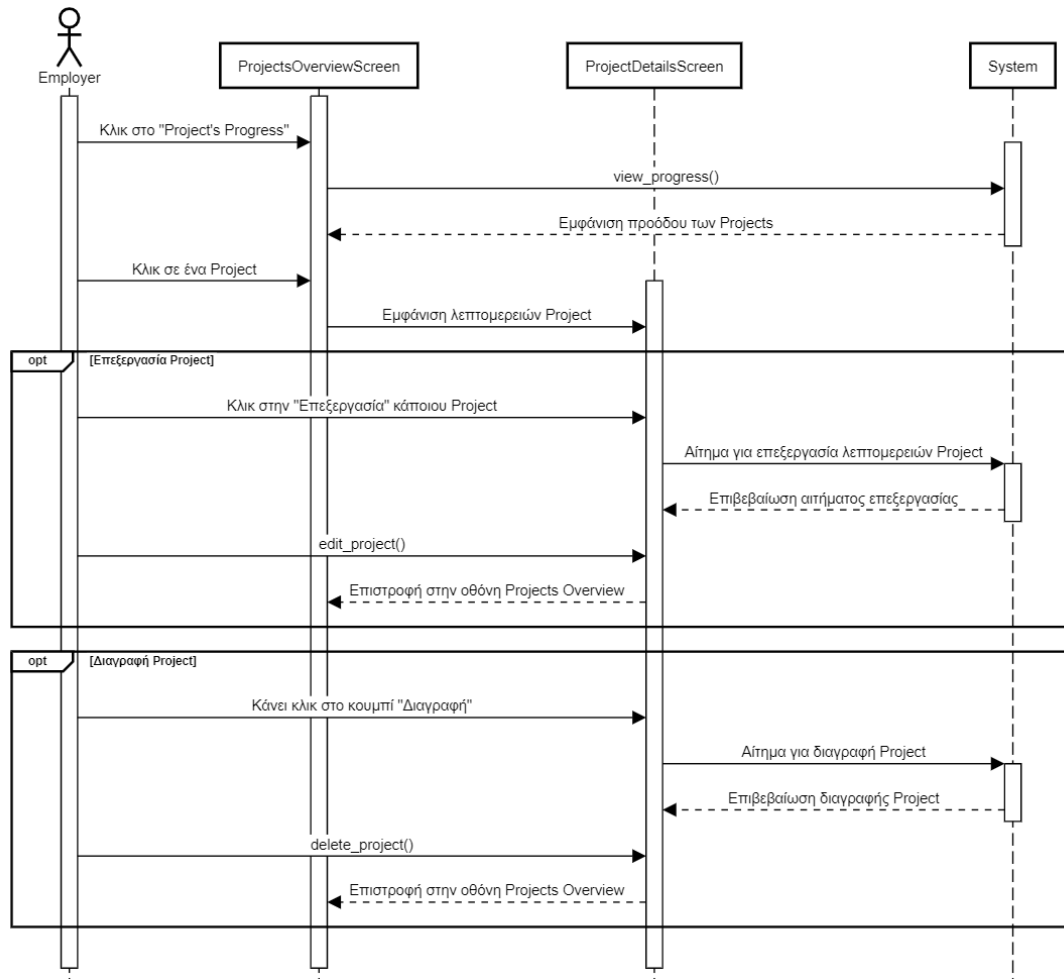 Employer
ProjectsOverviewScreen
ProjectDetailsScreen
System
Κλικ στο "Project's Progress"
view_progress()
Εμφάνιση προόδου των Projects
Κλικ σε ένα Project
Εμφάνιση λεπτομερειών Project
opt
[Επεξεργασία Project]
Κλικ στην "Επεξεργασία" κάποιου Project
Αίτημα για επεξεργασία λεπτομερειών Project
Επιβεβαίωση αιτήματος επεξεργασίας
edit_project()
Επιστροφή στην οθόνη Projects Overview
opt
[Διαγραφή Project]
Κάνει κλικ στο κουμπί "Διαγραφή"
Αίτημα για διαγραφή Project
Επιβεβαίωση διαγραφής Project
delete_project()
Επιστροφή στην οθόνη Projects Overview